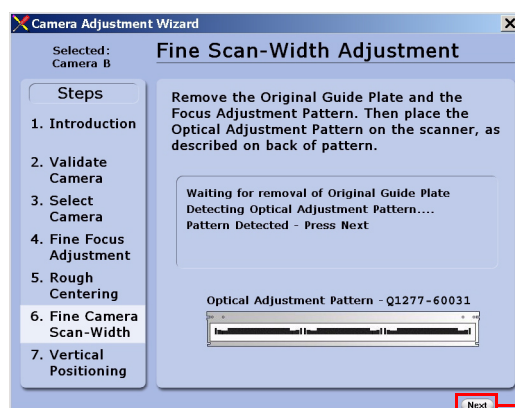 Camera Adjustment Wizard
Selected:
Camera B
Fine Scan-Width Adjustment
Steps
1. Introduction
2. Validate
Camera
3. Select
Camera
4. Fine Focus
Adjustment
5. Rough
Centering
6. Fine Camera
Scan-Width
7. Vertical
Positioning
Remove the Original Guide Plate and the
Focus Adjustment Pattern. Then place the
Optical Adjustment Pattern on the scanner, as
described on back of pattern.
Waiting for removal of Original Guide Plate
Detecting Optical Adjustment Pattern....
Pattern Detected - Press Next
Optical Adjustment Pattern - Q1277-60031
Next